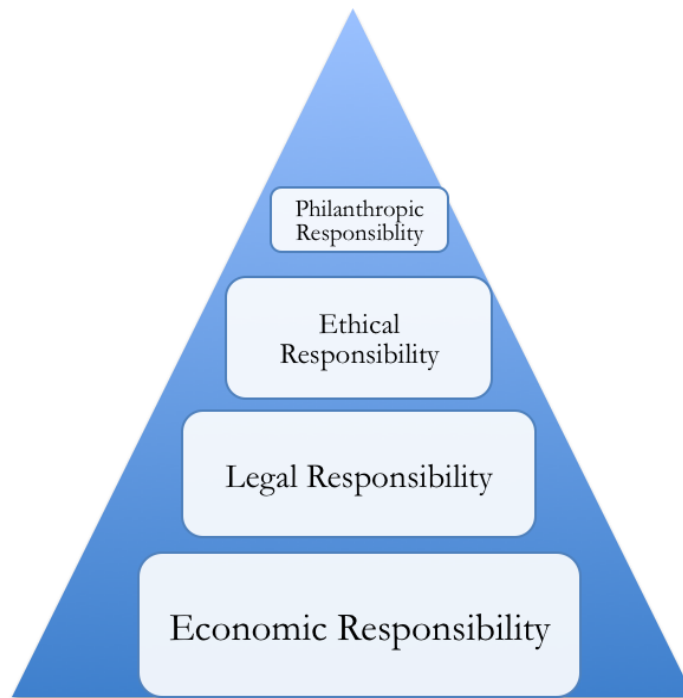 Philanthropic
Responsiblity
Ethical
Responsibility
Legal Responsibility
Economic Responsibility